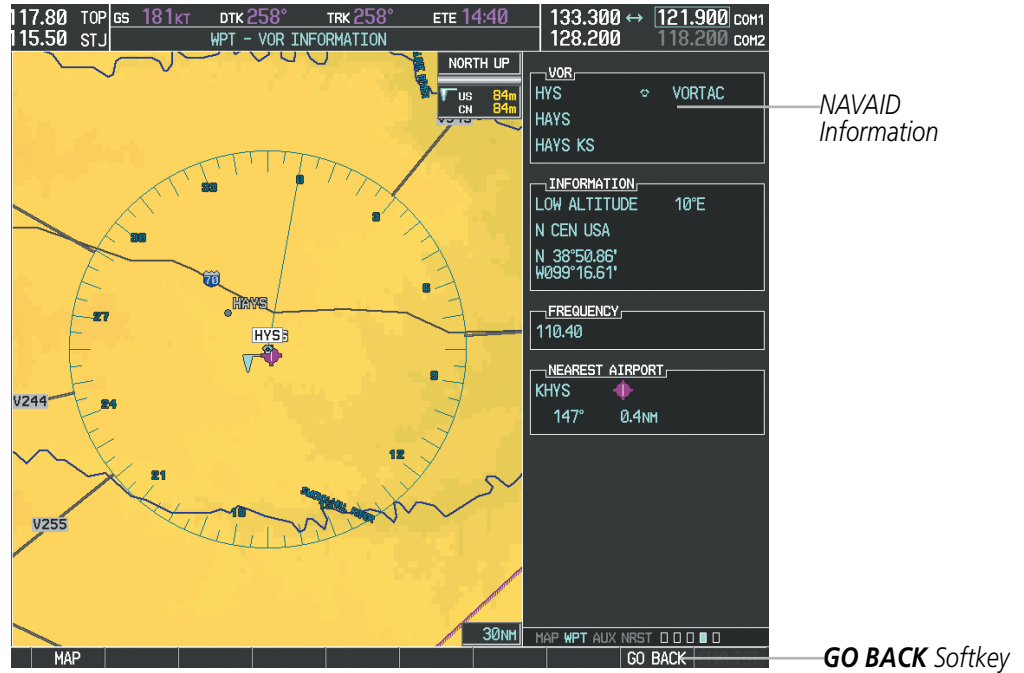 117.80 TOP GS 181KT DTK 258° TRK 258° ETE 14:40 133.300 ↔ 121.900 COM1
115.50 STJ WPT - VOR INFORMATION 128.200 118.200 COM2
NORTH UP
US 84m
CN 84m
33
0
3
30
6
70
HAYS
27
HYS
9
V244
24
12
21
V255
18
SMOKY HILL RIVER
30NM
VOR
HYS VORTAC
HAYS
HAYS KS
INFORMATION
LOW ALTITUDE 10°E
N CEN USA
N 38°50.86'
W099°16.61'
FREQUENCY
110.40
NEAREST AIRPORT
KHYS
147° 0.4NM
MAP WPT AUX NRST
MAP GO BACK
NAVAID
Information
GO BACK Softkey